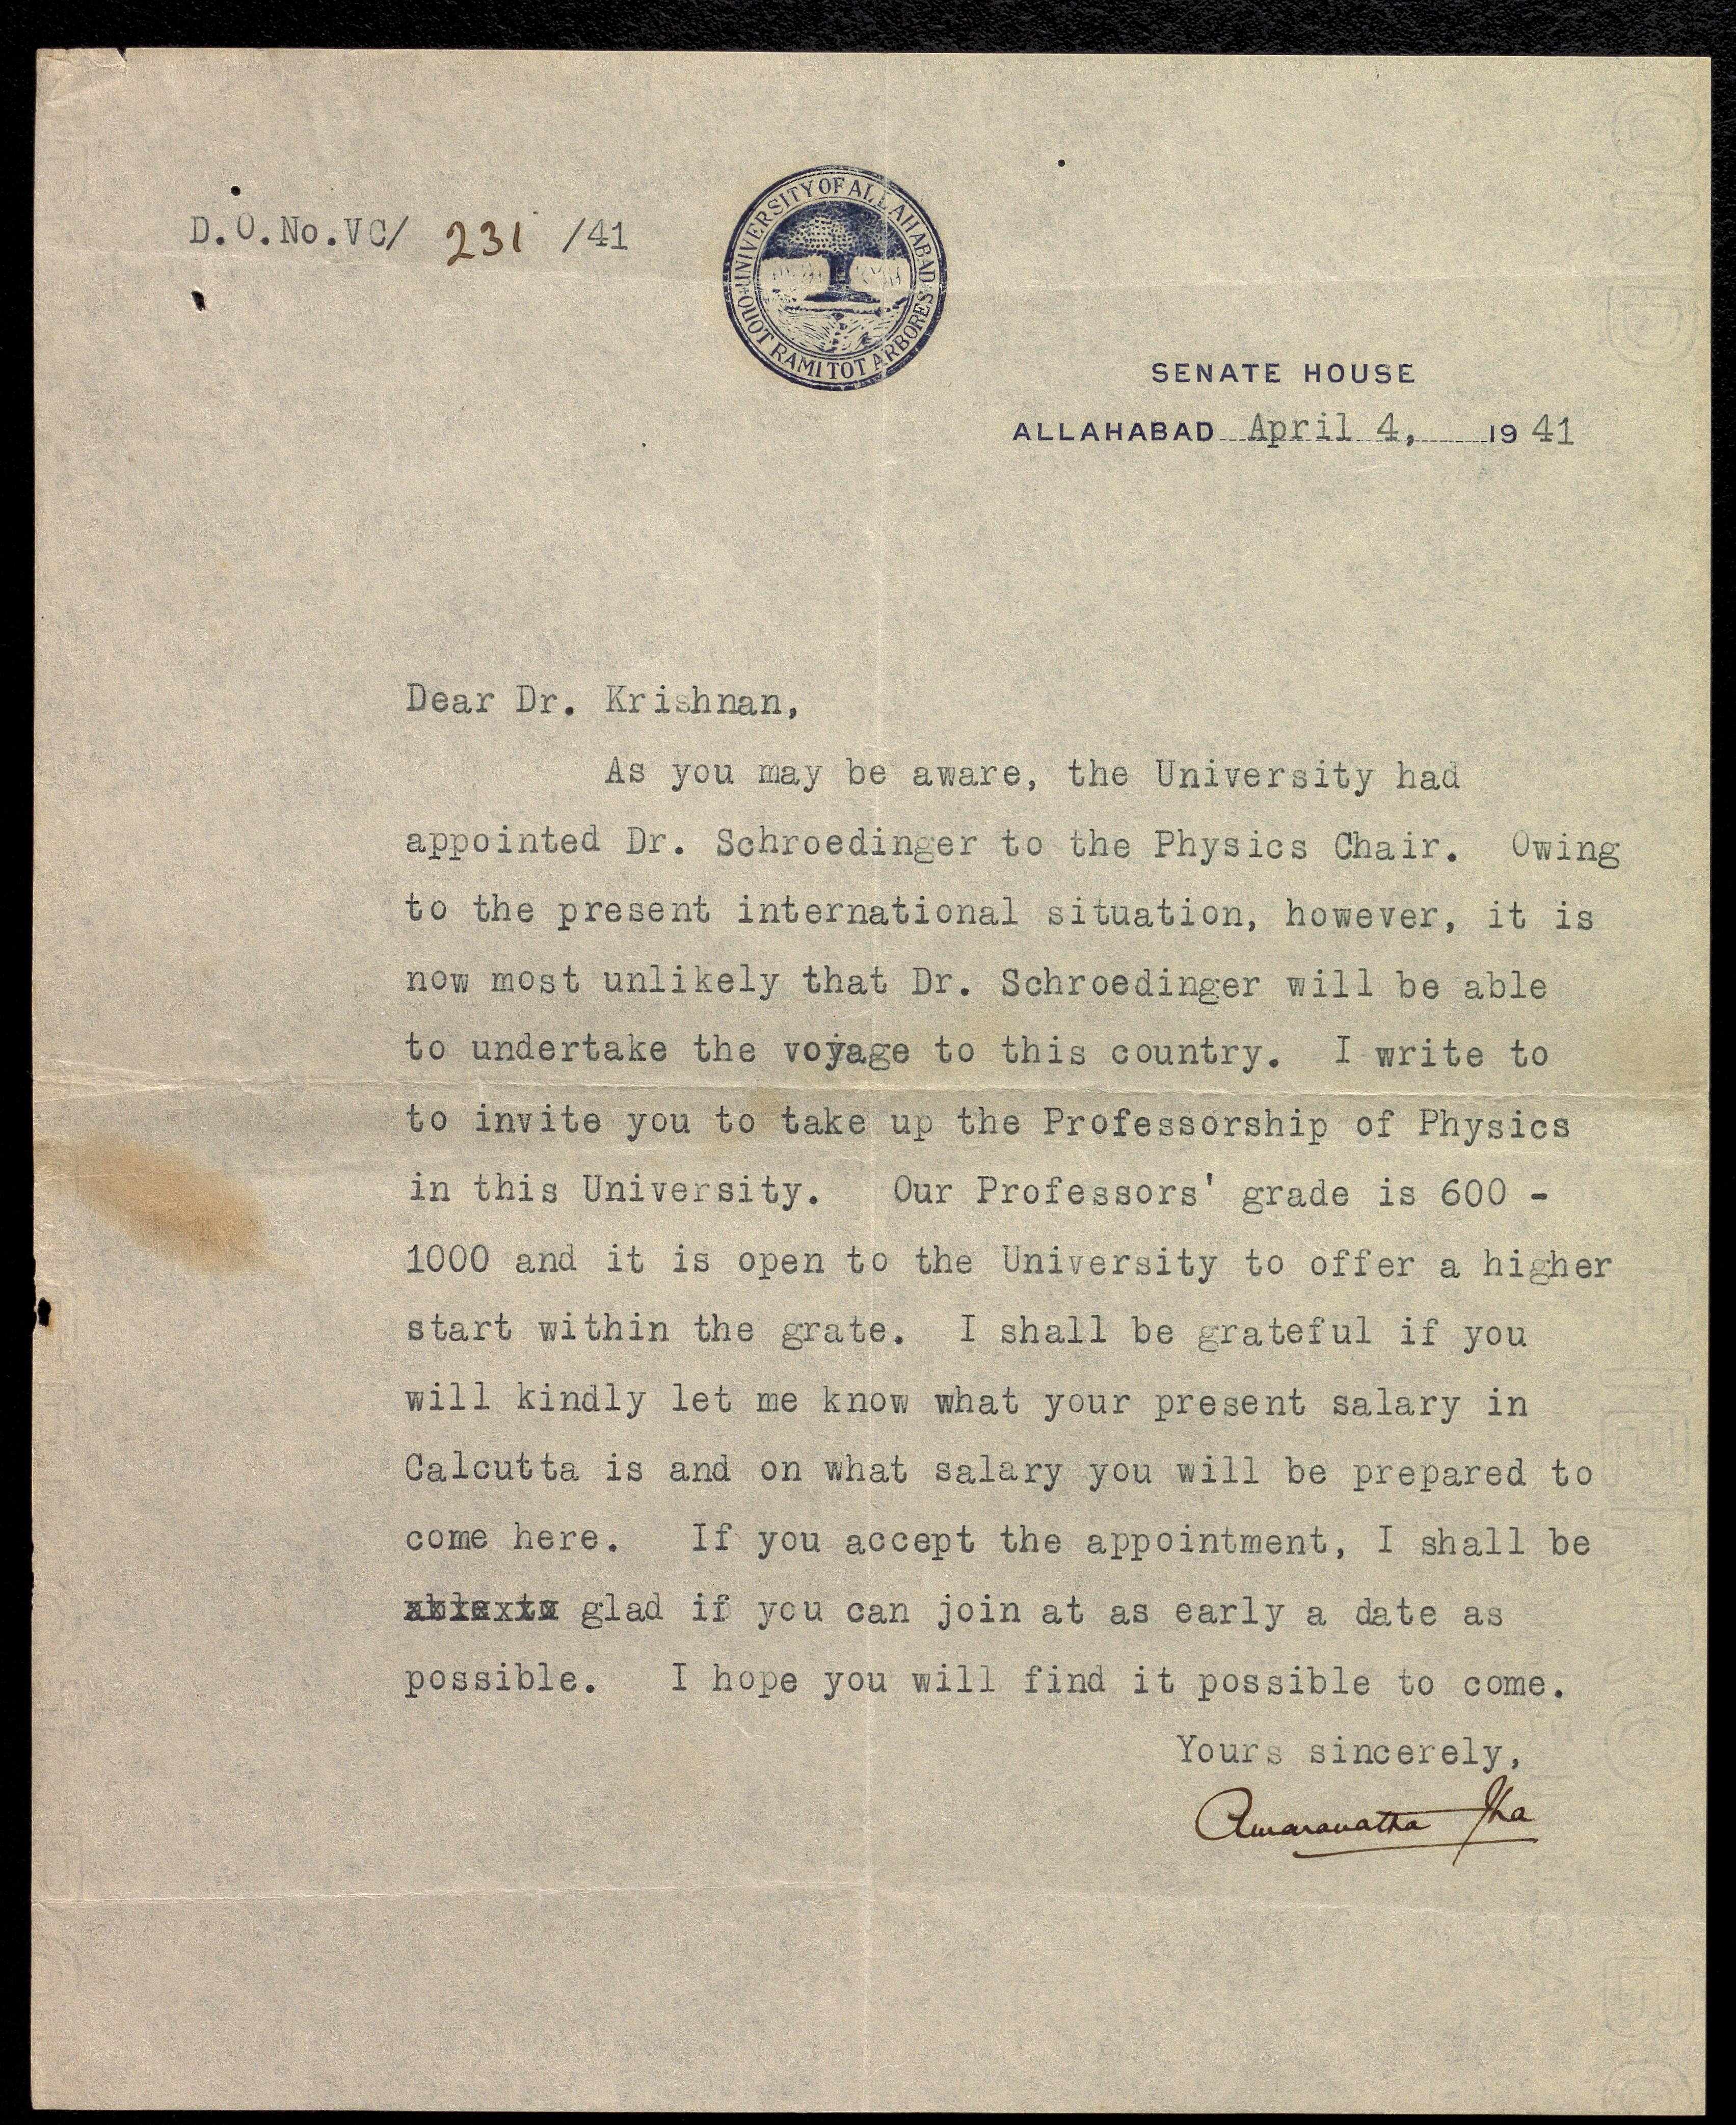 D.O.No.VC/ 231 /41
UNIVERSITY OF ALLAHABAD
QUOT RAMI TOT ARBORES
SENATE HOUSE
ALLAHABAD April 4, 1941
Dear Dr. Krishnan,
As you may be aware, the University had
appointed Dr. Schroedinger to the Physics Chair. Owing
to the present international situation, however, it is
now most unlikely that Dr. Schroedinger will be able
to undertake the voyage to this country. I write to
to invite you to take up the Professorship of Physics
in this University. Our Professors' grade is 600 -
1000 and it is open to the University to offer a higher
start within the grate. I shall be grateful if you
will kindly let me know what your present salary in
Calcutta is and on what salary you will be prepared to
come here. If you accept the appointment, I shall be
glad if you can join at as early a date as
possible. I hope you will find it possible to come.
Yours sincerely,
Amaranatha Jha